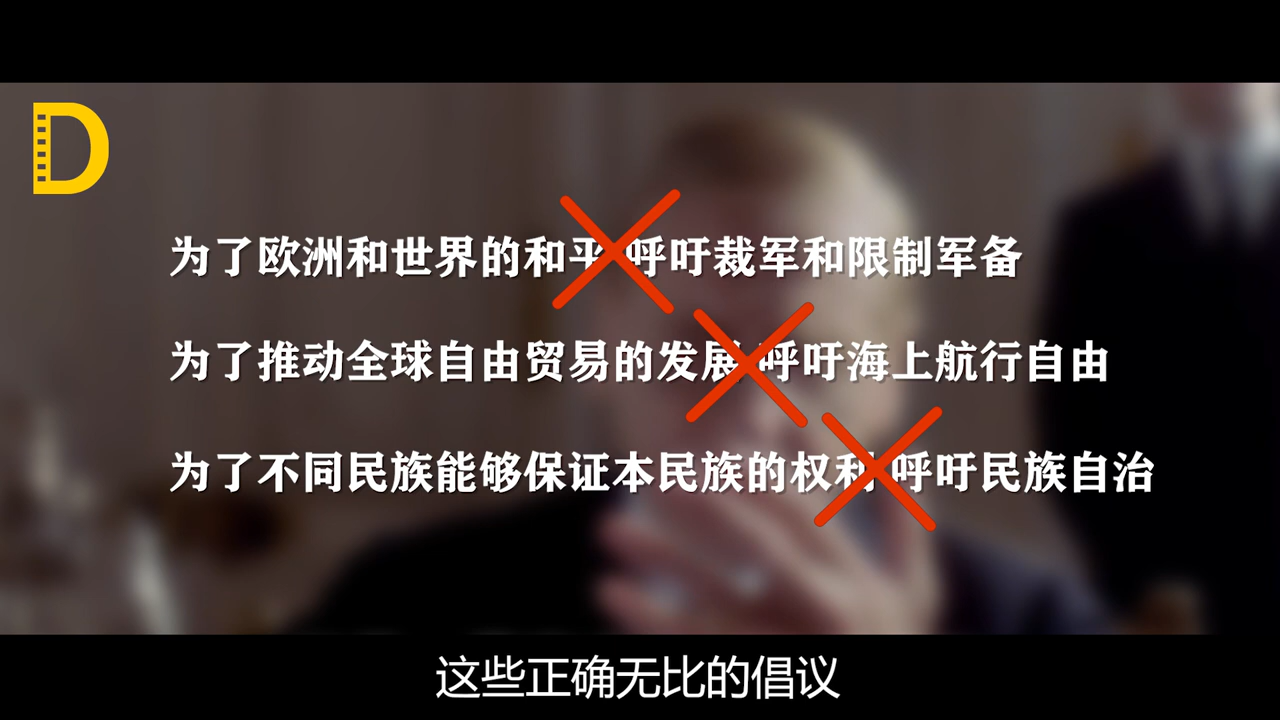 D
为了欧洲和世界的和平 呼吁裁军和限制军备
为了推动全球自由贸易的发展 呼吁海上航行自由
为了不同民族能够保证本民族的权利 呼吁民族自治
这些正确无比的倡议